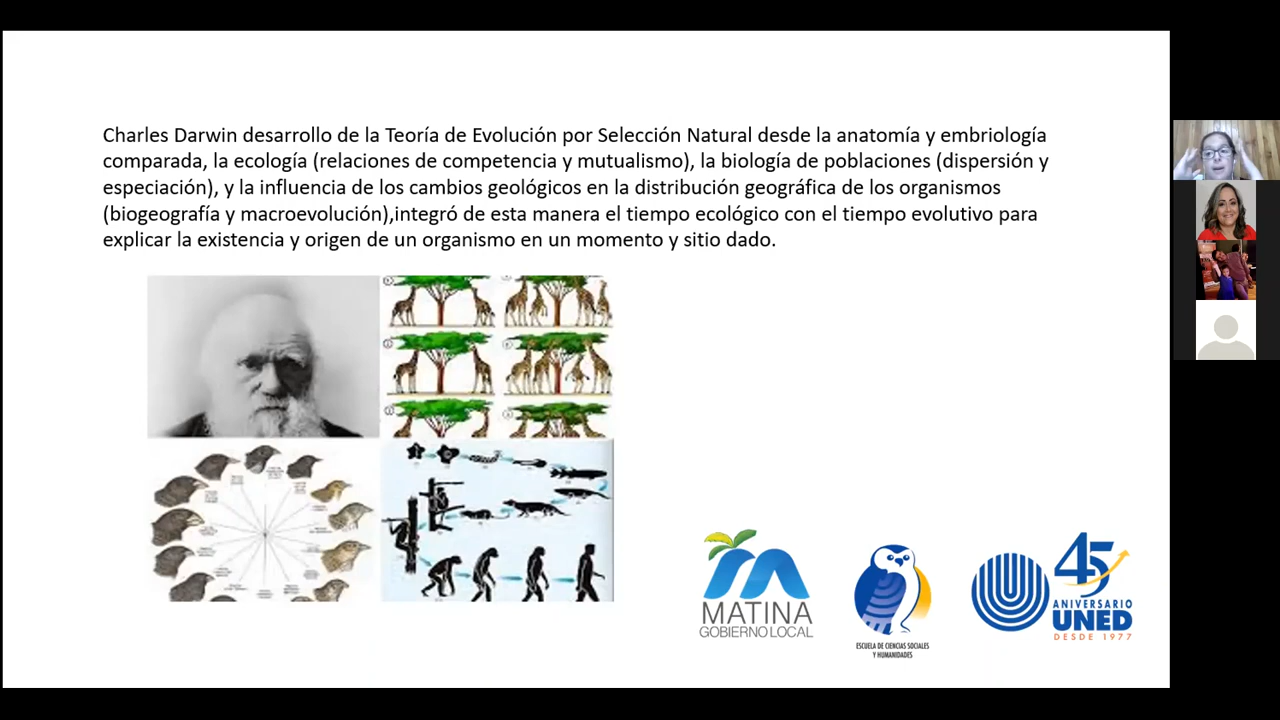 Charles Darwin desarrollo de la Teoría de Evolución por Selección Natural desde la anatomía y embriología
comparada, la ecología (relaciones de competencia y mutualismo), la biología de poblaciones (dispersión y
especiación), y la influencia de los cambios geológicos en la distribución geográfica de los organismos
(biogeografía y macroevolución),integró de esta manera el tiempo ecológico con el tiempo evolutivo para
explicar la existencia y origen de un organismo en un momento y sitio dado.
MATINA
GOBIERNO LOCAL
ESCUELA DE CIENCIAS SOCIALES
Y HUMANIDADES
45
ANIVERSARIO
UNED
DESDE 1977